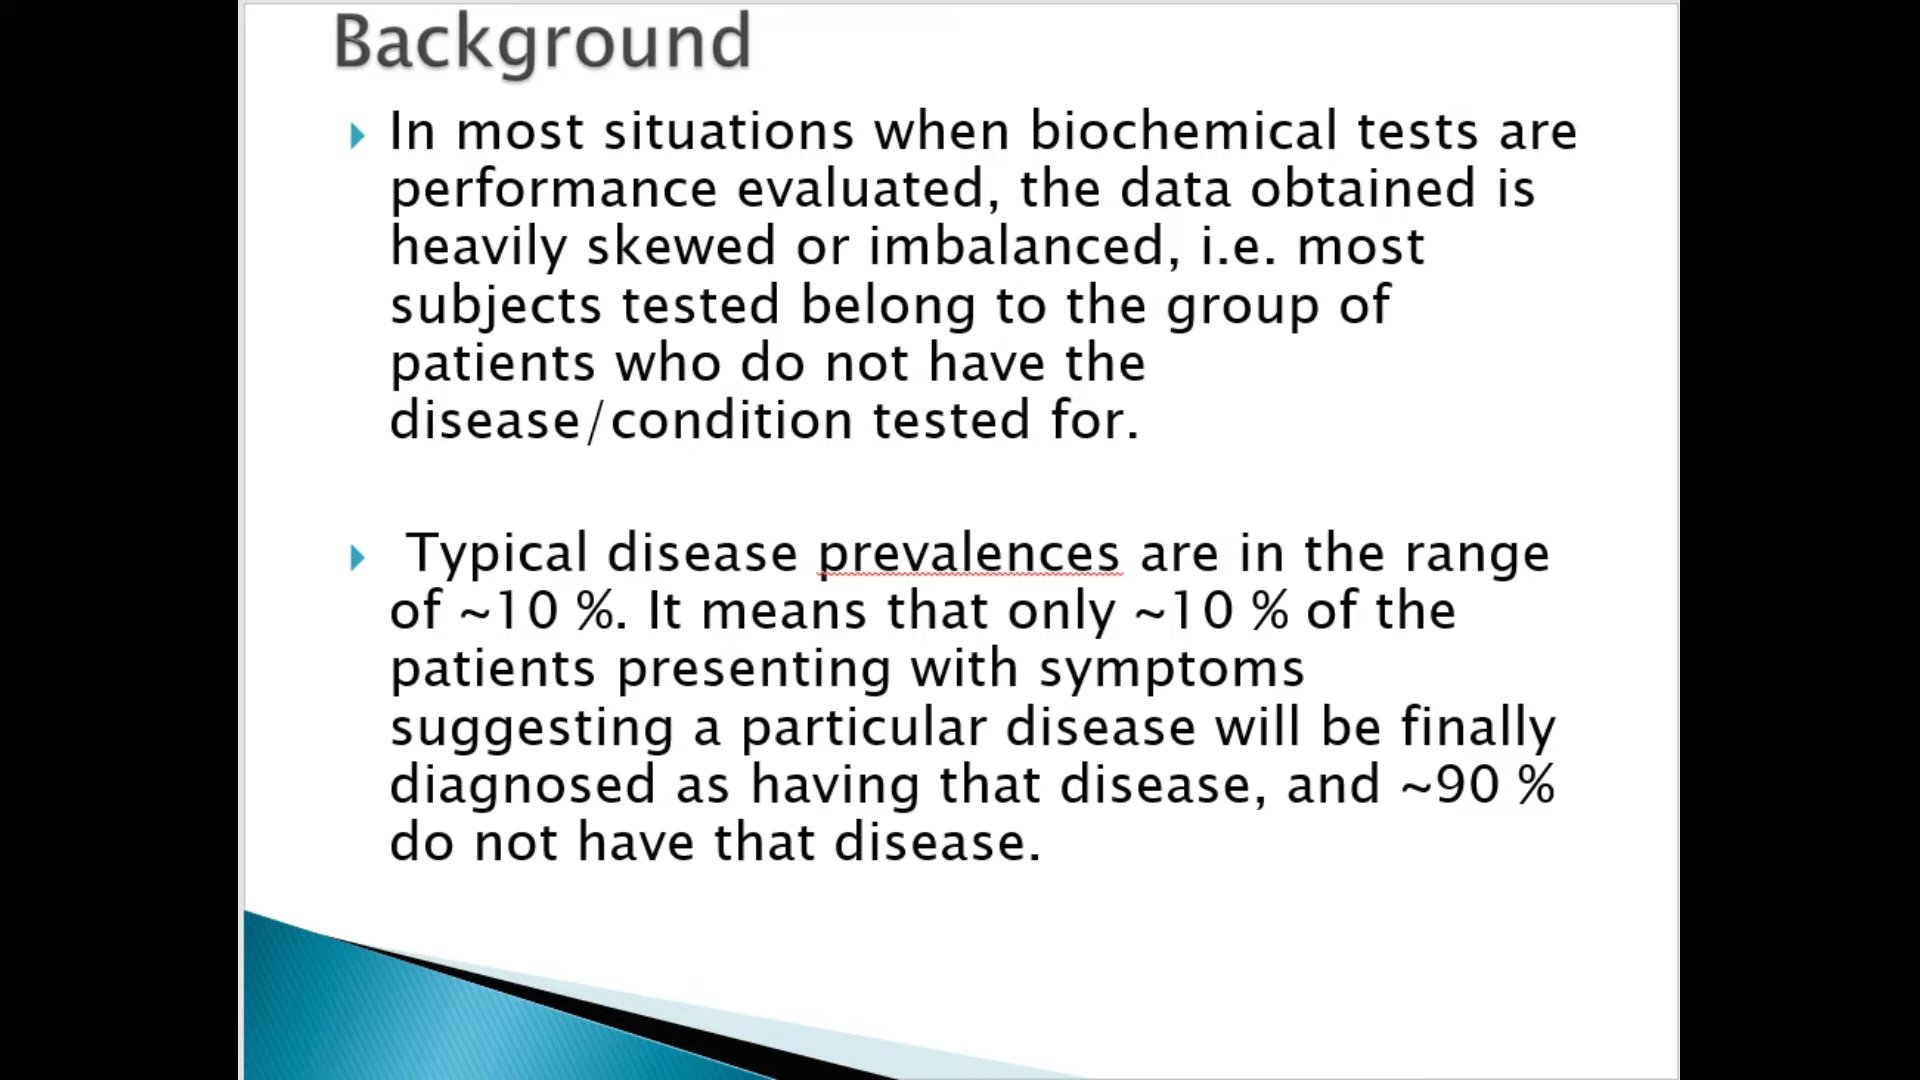 Background
In most situations when biochemical tests are
performance evaluated, the data obtained is
heavily skewed or imbalanced, i.e. most
subjects tested belong to the group of
patients who do not have the
disease/condition tested for.
Typical disease prevalences are in the range
of ~10 %. It means that only ~10 % of the
patients presenting with symptoms
suggesting a particular disease will be finally
diagnosed as having that disease, and ~90 %
do not have that disease.